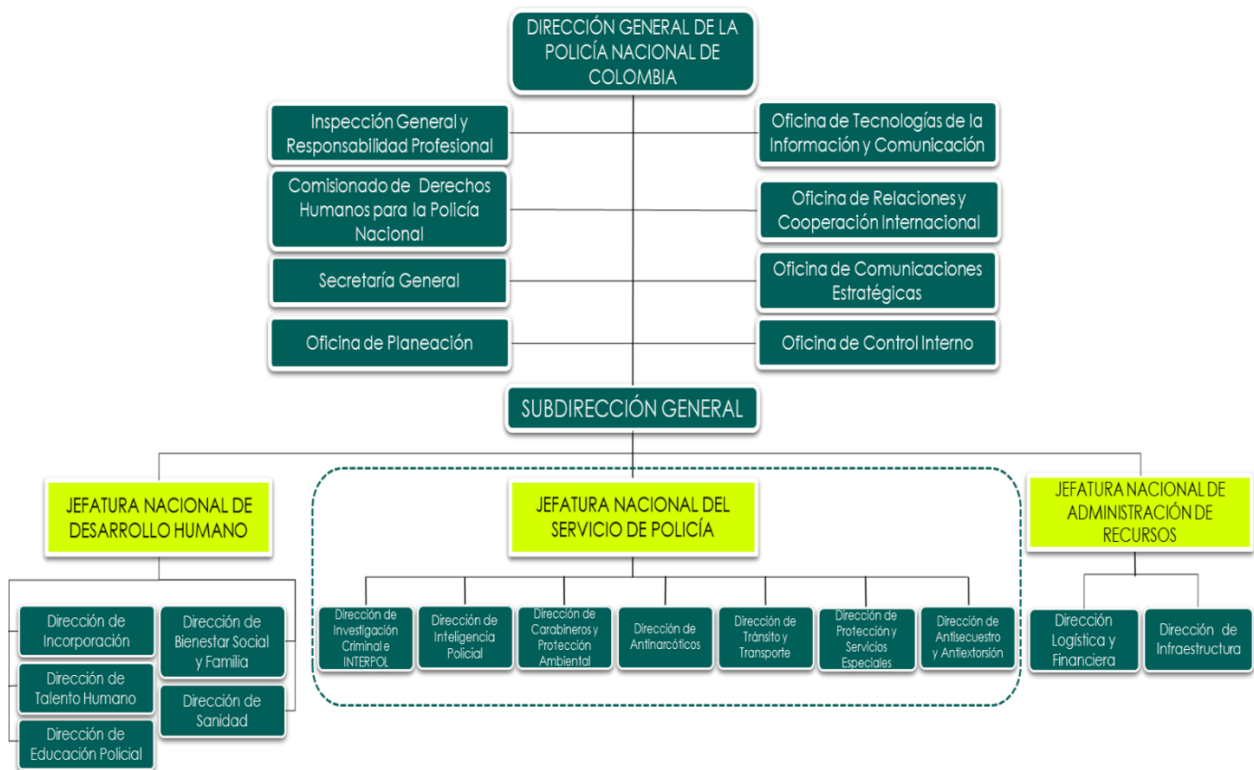 DIRECCIÓN GENERAL DE LA
POLICÍA NACIONAL DE
COLOMBIA
Inspección General y
Responsabilidad Profesional
Oficina de Tecnologías de la
Información y Comunicación
Comisionado de Derechos
Humanos para la Policía
Nacional
Oficina de Relaciones y
Cooperación Internacional
Secretaría General
Oficina de Comunicaciones
Estratégicas
Oficina de Planeación
Oficina de Control Interno
SUBDIRECCIÓN GENERAL
JEFATURA NACIONAL DE
DESARROLLO HUMANO
JEFATURA NACIONAL DEL
SERVICIO DE POLICÍA
JEFATURA NACIONAL DE
ADMINISTRACIÓN DE
RECURSOS
Dirección de
Incorporación
Dirección de
Bienestar Social
y Familia
Dirección de
Talento Humano
Dirección de
Sanidad
Dirección de
Educación Policial
Dirección de
Investigación
Criminal e
INTERPOL
Dirección de
Inteligencia
Policial
Dirección de
Carabineros y
Protección
Ambiental
Dirección de
Antinarcóticos
Dirección de
Tránsito y
Transporte
Dirección de
Protección y
Servicios
Especiales
Dirección de
Antisecuestro
y Antiextorsión
Dirección
Logística y
Financiera
Dirección de
Infraestructura